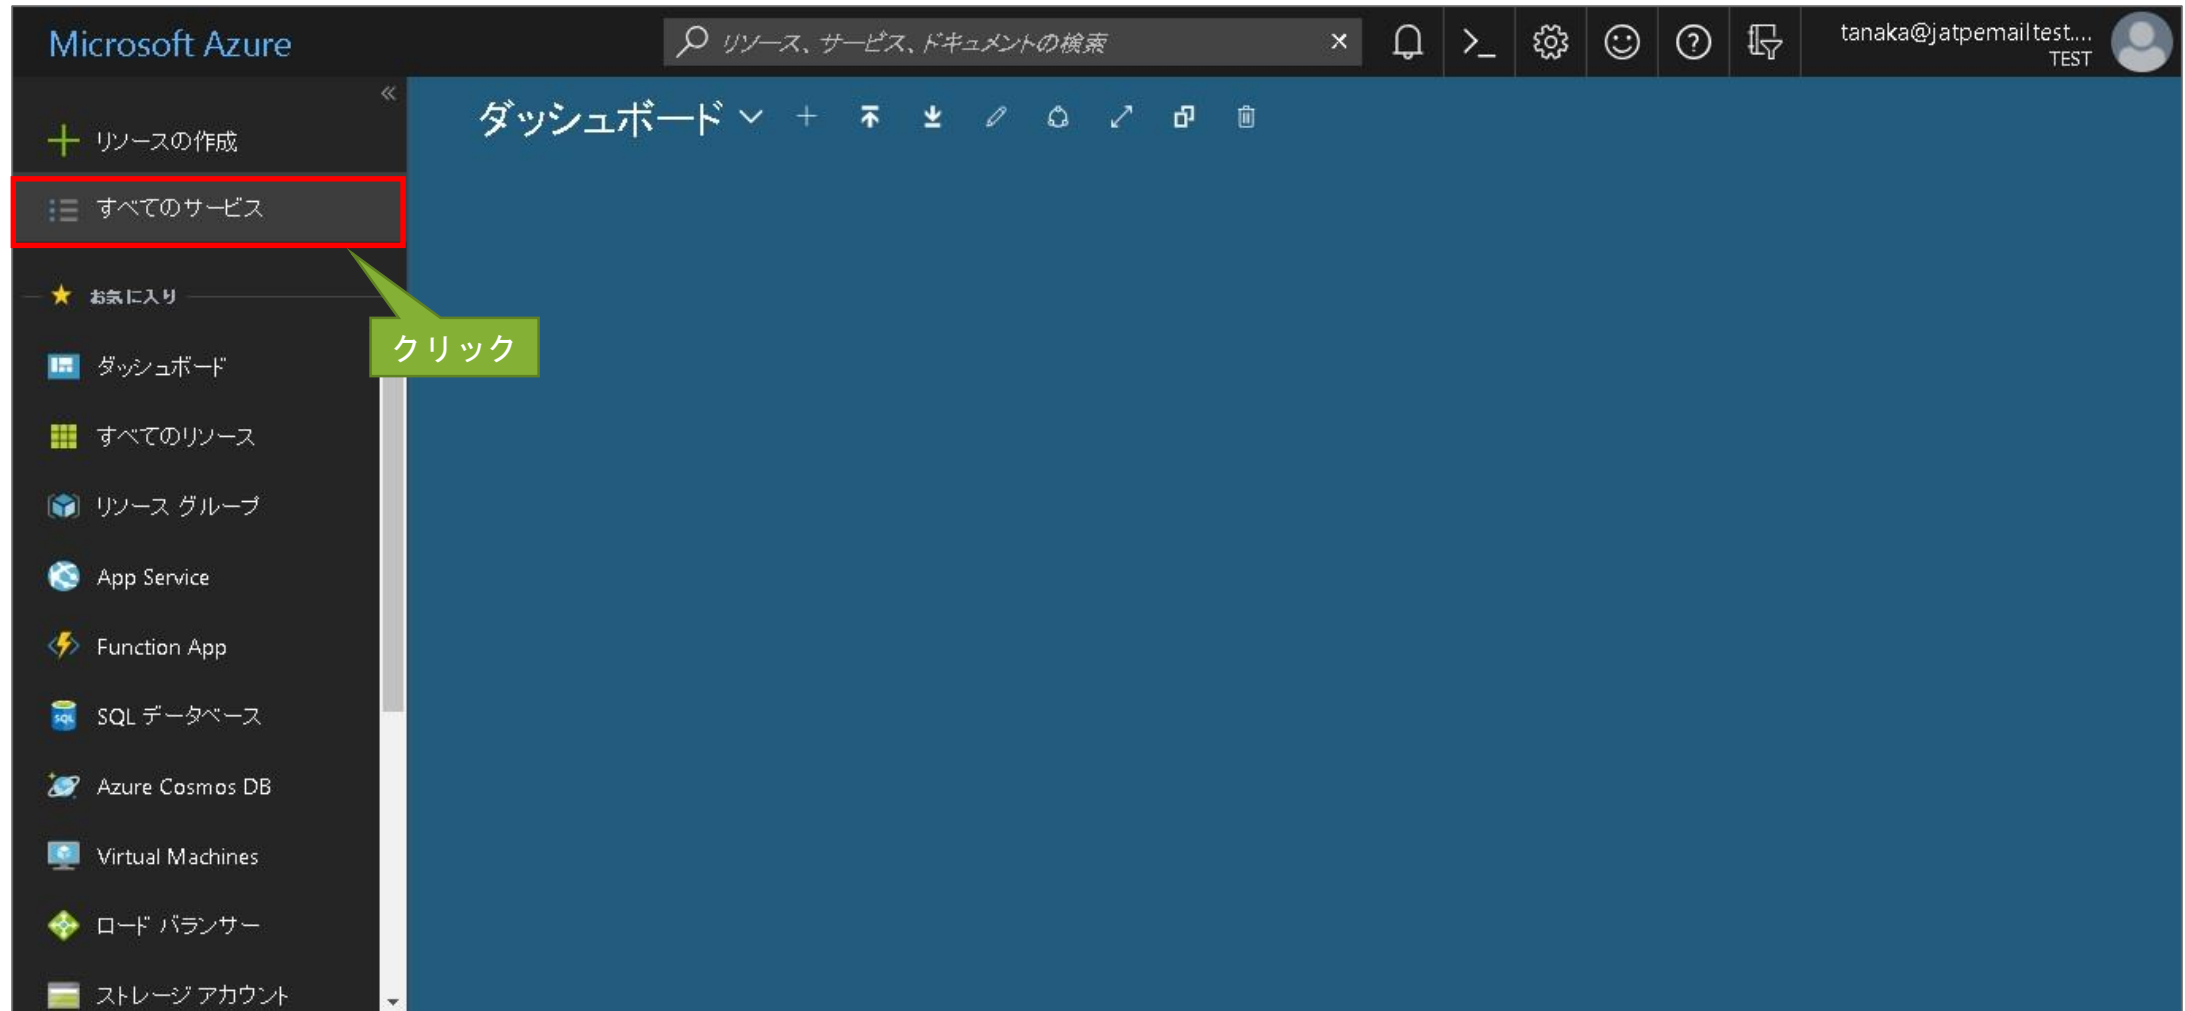 Microsoft Azure
リソース、サービス、ドキュメントの検索
tanaka@jatpemailtest....
TEST
リソースの作成
すべてのサービス
お気に入り
ダッシュボード
すべてのリソース
リソース グループ
App Service
Function App
SQL データベース
Azure Cosmos DB
Virtual Machines
ロード バランサー
ストレージ アカウント
クリック
ダッシュボード